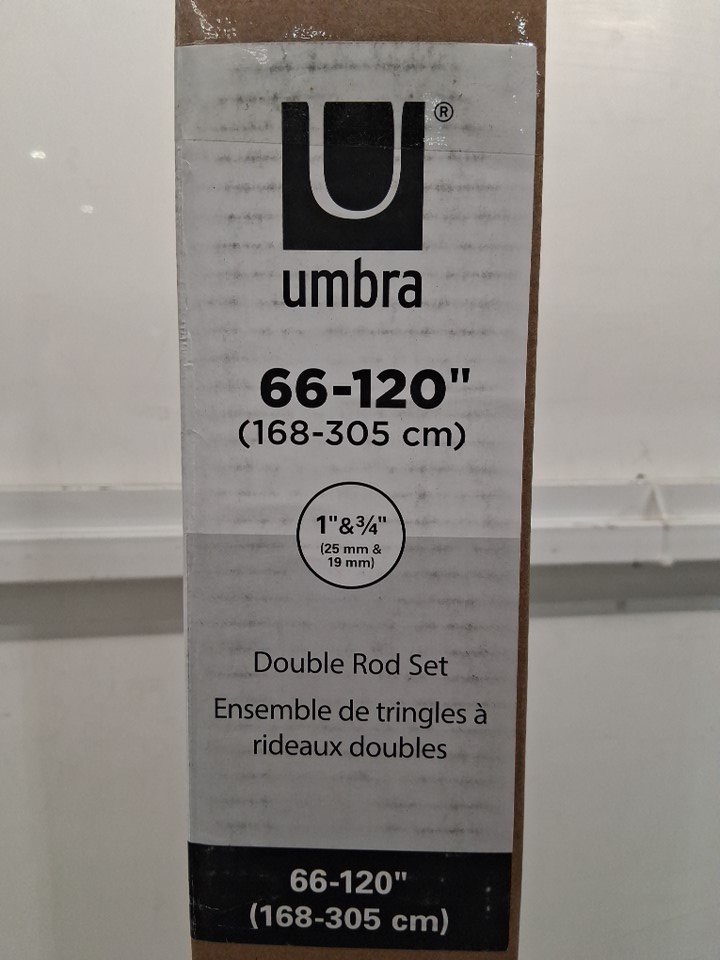 U®
umbra
66-120"
(168-305 cm)
1"&¾"
(25 mm &
19 mm)
Double Rod Set
Ensemble de tringles à
rideaux doubles
66-120"
(168-305 cm)